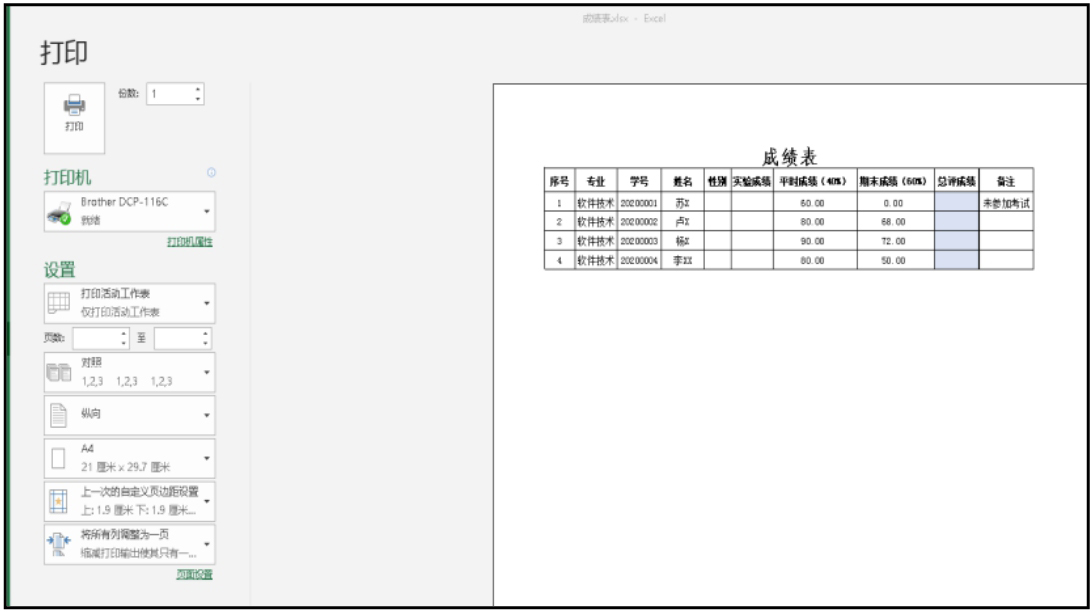 成绩表.xlsx - Excel
打印
份数: 1
打印
打印机
Brother DCP-116C
就绪
打印机属性
设置
打印活动工作表
仅打印活动工作表
页数: 至
对照
1,2,3 1,2,3 1,2,3
纵向
A4
21 厘米 x 29.7 厘米
上一次的自定义页边距设置
上: 1.9 厘米 下: 1.9 厘米...
将所有列调整为一页
缩减打印输出使其只有一...
页面设置
成绩表
序号 专业 学号 姓名 性别 实验成绩 平时成绩(40%) 期末成绩(60%) 总评成绩 备注
1 软件技术 20200001 苏X 60.00 0.00 未参加考试
2 软件技术 20200002 卢X 80.00 68.00
3 软件技术 20200003 杨X 90.00 72.00
4 软件技术 20200004 李XX 80.00 50.00